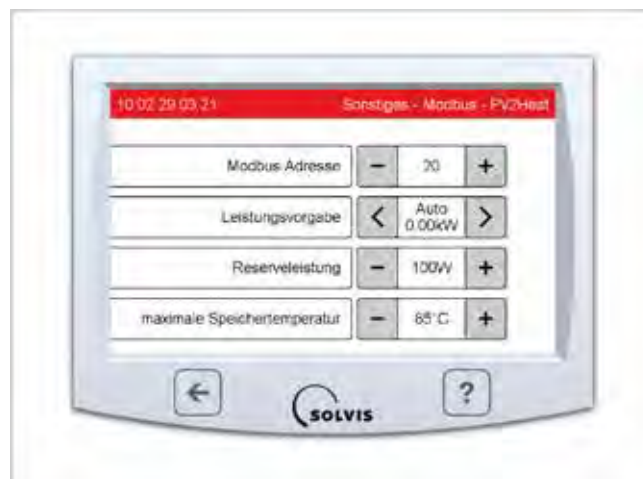 10:02 29.03.21 Sonstiges - Modbus - PV2Heat
Modbus Adresse − 20 +
Leistungsvorgabe < Auto >
0.00kW
Reserveleistung − 100W +
maximale Speichertemperatur − 85°C +
← ?
SOLVIS